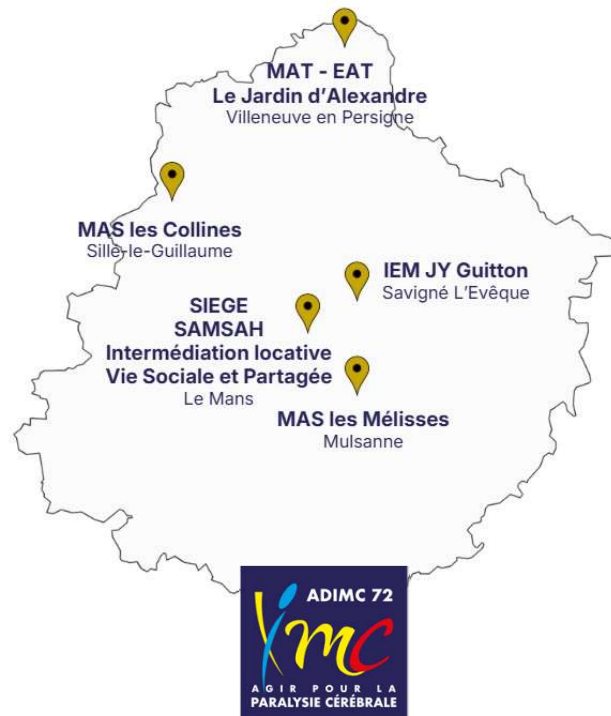 MAT - EAT
Le Jardin d'Alexandre
Villeneuve en Persigne
MAS les Collines
Sillé-le-Guillaume
IEM JY Guitton
Savigné L'Evêque
SIEGE
SAMSAH
Intermédiation locative
Vie Sociale et Partagée
Le Mans
MAS les Mélisses
Mulsanne
ADIMC 72
imc
AGIR POUR LA
PARALYSIE CÉRÉBRALE